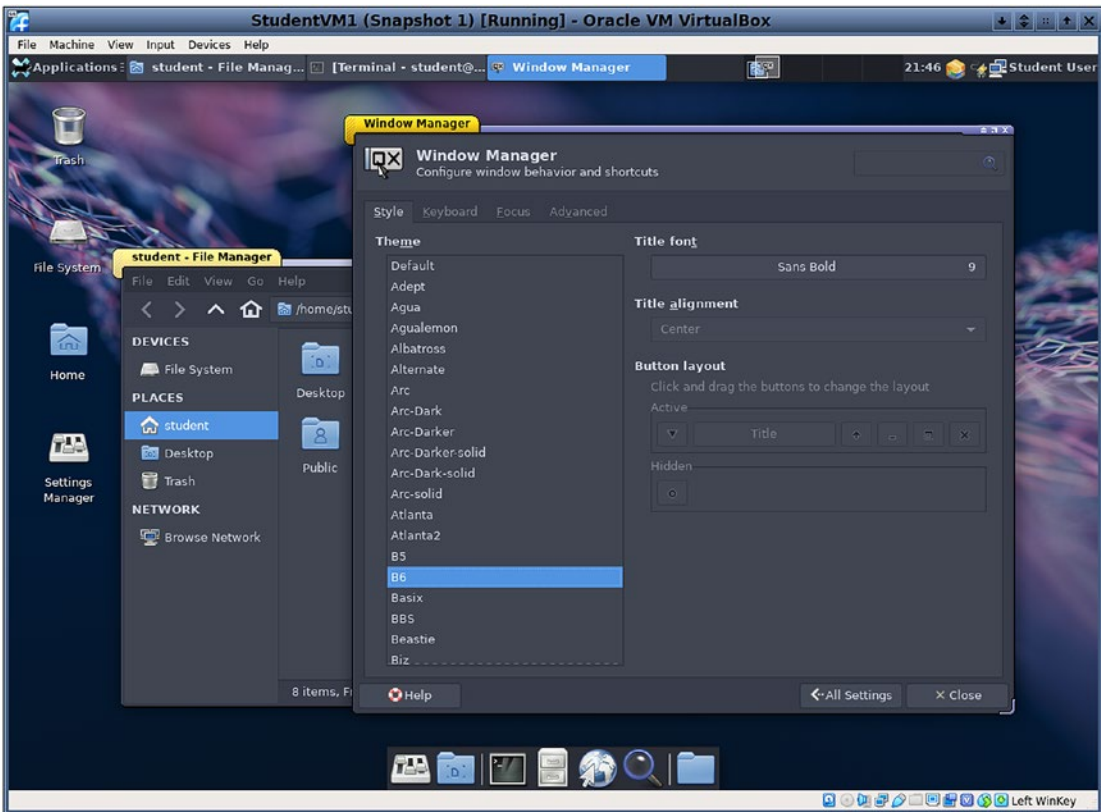 StudentVM1 (Snapshot 1) [Running] - Oracle VM VirtualBox
File Machine View Input Devices Help
Applications student - File Manag... [Terminal - student@... Window Manager 21:46 Student User
Trash
File System
Home
Settings
Manager
student - File Manager
File Edit View Go Help
/home/stu
DEVICES
File System
PLACES
student
Desktop
Trash
NETWORK
Browse Network
Desktop
Public
8 items, Fr
Window Manager
Window Manager
Configure window behavior and shortcuts
Style Keyboard Focus Advanced
Theme
Default
Adept
Agua
Agualemon
Albatross
Alternate
Arc
Arc-Dark
Arc-Darker
Arc-Darker-solid
Arc-Dark-solid
Arc-solid
Atlanta
Atlanta2
B5
B6
Basix
BBS
Beastie
Biz
Title font
Sans Bold 9
Title alignment
Center
Button layout
Click and drag the buttons to change the layout
Active
Title
Hidden
Help
All Settings
Close
Left WinKey